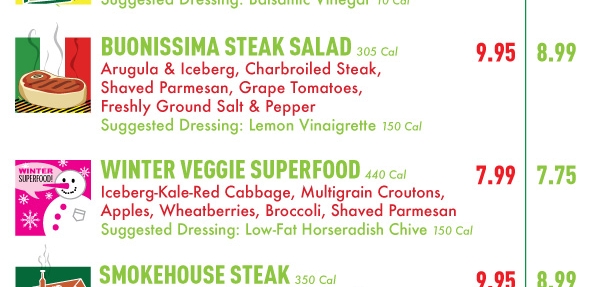 Suggested Dressing: Balsamic Vinegar 10 Cal
BUONISSIMA STEAK SALAD 305 Cal 9.95 8.99
Arugula & Iceberg, Charbroiled Steak,
Shaved Parmesan, Grape Tomatoes,
Freshly Ground Salt & Pepper
Suggested Dressing: Lemon Vinaigrette 150 Cal
WINTER SUPERFOOD!
WINTER VEGGIE SUPERFOOD 440 Cal 7.99 7.75
Iceberg-Kale-Red Cabbage, Multigrain Croutons,
Apples, Wheatberries, Broccoli, Shaved Parmesan
Suggested Dressing: Low-Fat Horseradish Chive 150 Cal
SMOKEHOUSE STEAK 350 Cal 9.95 8.99